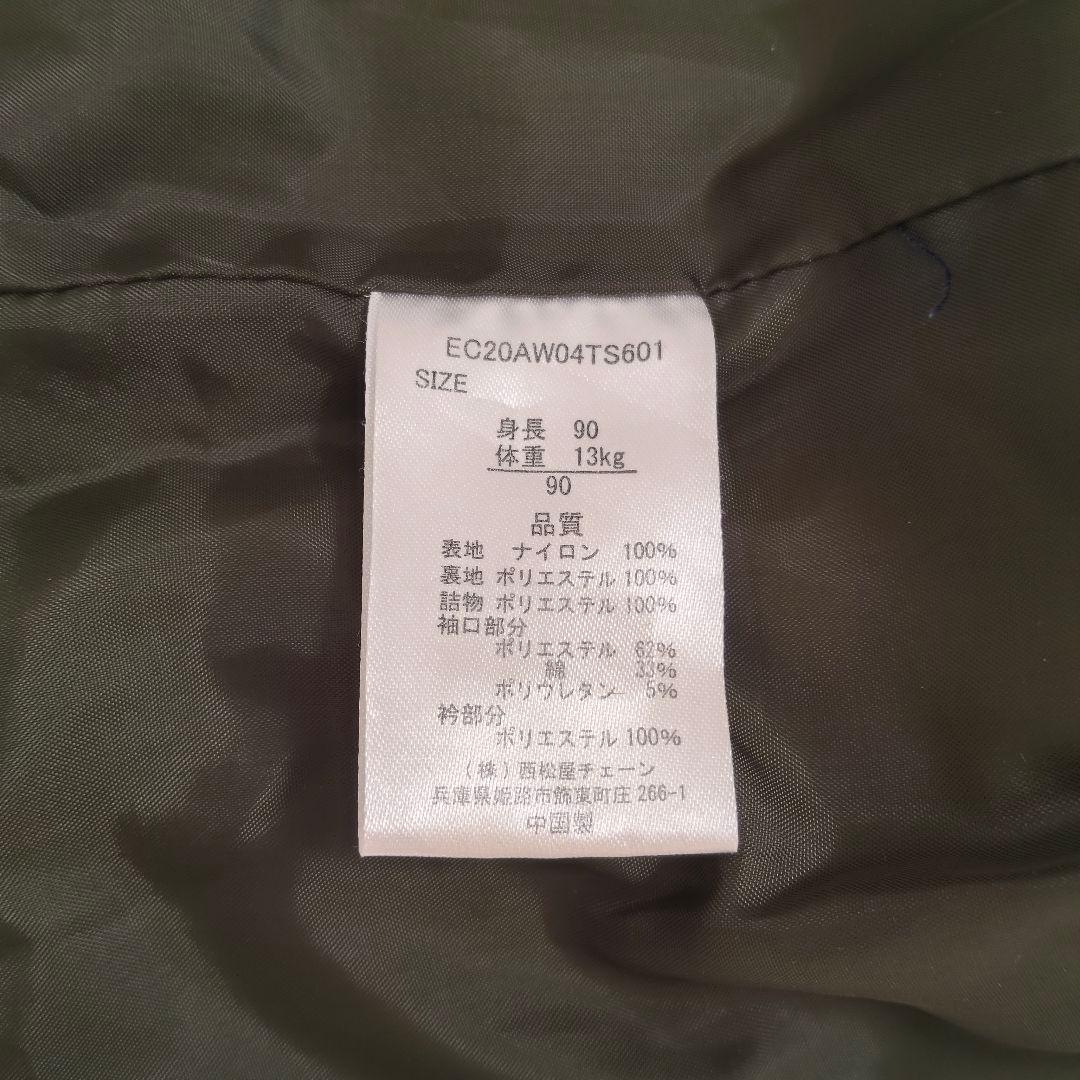 EC20AW04TS601
SIZE
身長 90
体重 13kg
90
品質
表地 ナイロン 100%
裏地 ポリエステル 100%
詰物 ポリエステル 100%
袖口部分
ポリエステル 62%
綿 33%
ポリウレタン 5%
衿部分
ポリエステル 100%
(株)西松屋チェーン
兵庫県姫路市飾東町庄 266-1
中国製